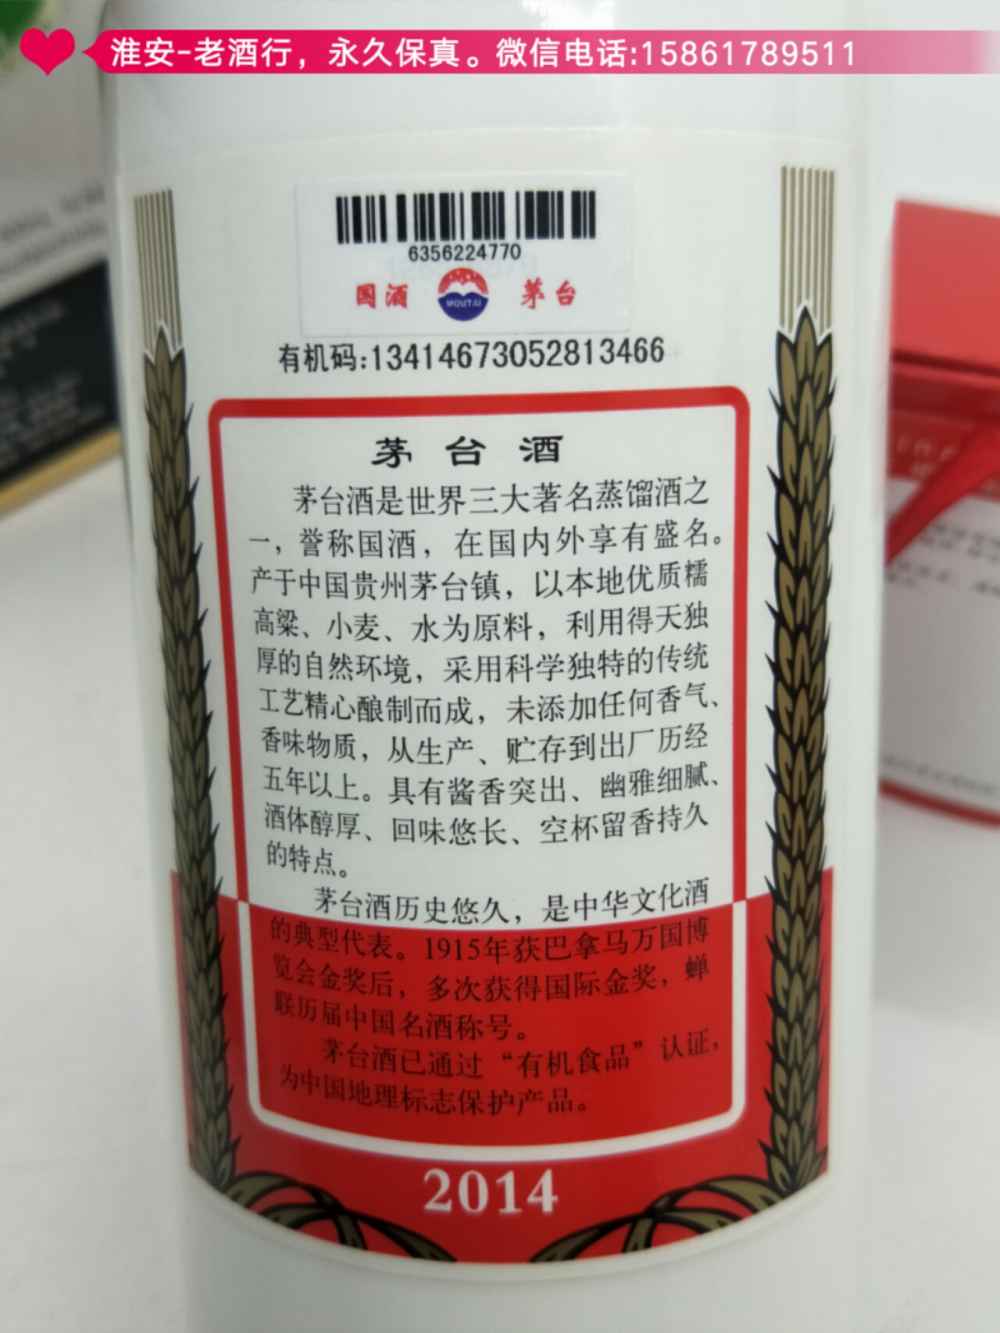 淮安-老酒行，永久保真。微信电话:15861789511
6356224770
国酒 MOUTAI 茅台
有机码:13414673052813466
茅台酒
茅台酒是世界三大著名蒸馏酒之
一，誉称国酒，在国内外享有盛名。
产于中国贵州茅台镇，以本地优质糯
高粱、小麦、水为原料，利用得天独
厚的自然环境，采用科学独特的传统
工艺精心酿制而成，未添加任何香气、
香味物质，从生产、贮存到出厂历经
五年以上。具有酱香突出、幽雅细腻、
酒体醇厚、回味悠长、空杯留香持久
的特点。
茅台酒历史悠久，是中华文化酒
的典型代表。1915年获巴拿马万国博
览会金奖后，多次获得国际金奖，蝉
联历届中国名酒称号。
茅台酒已通过“有机食品”认证，
为中国地理标志保护产品。
2014